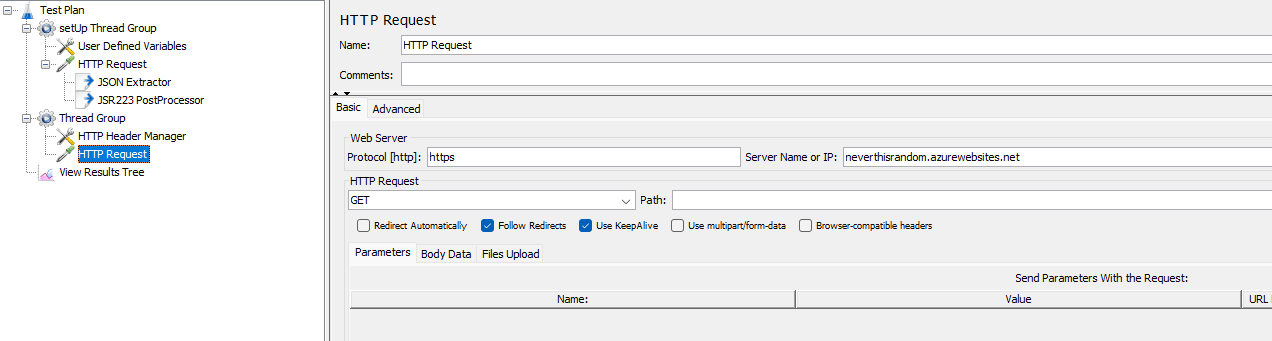 Test Plan
setUp Thread Group
User Defined Variables
HTTP Request
JSON Extractor
JSR223 PostProcessor
Thread Group
HTTP Header Manager
HTTP Request
View Results Tree
HTTP Request
Name: HTTP Request
Comments:
Basic Advanced
Web Server
Protocol [http]: https Server Name or IP: neverthisrandom.azurewebsites.net
HTTP Request
GET Path:
Redirect Automatically Follow Redirects Use KeepAlive Use multipart/form-data Browser-compatible headers
Parameters Body Data Files Upload
Send Parameters With the Request:
Name: Value URL